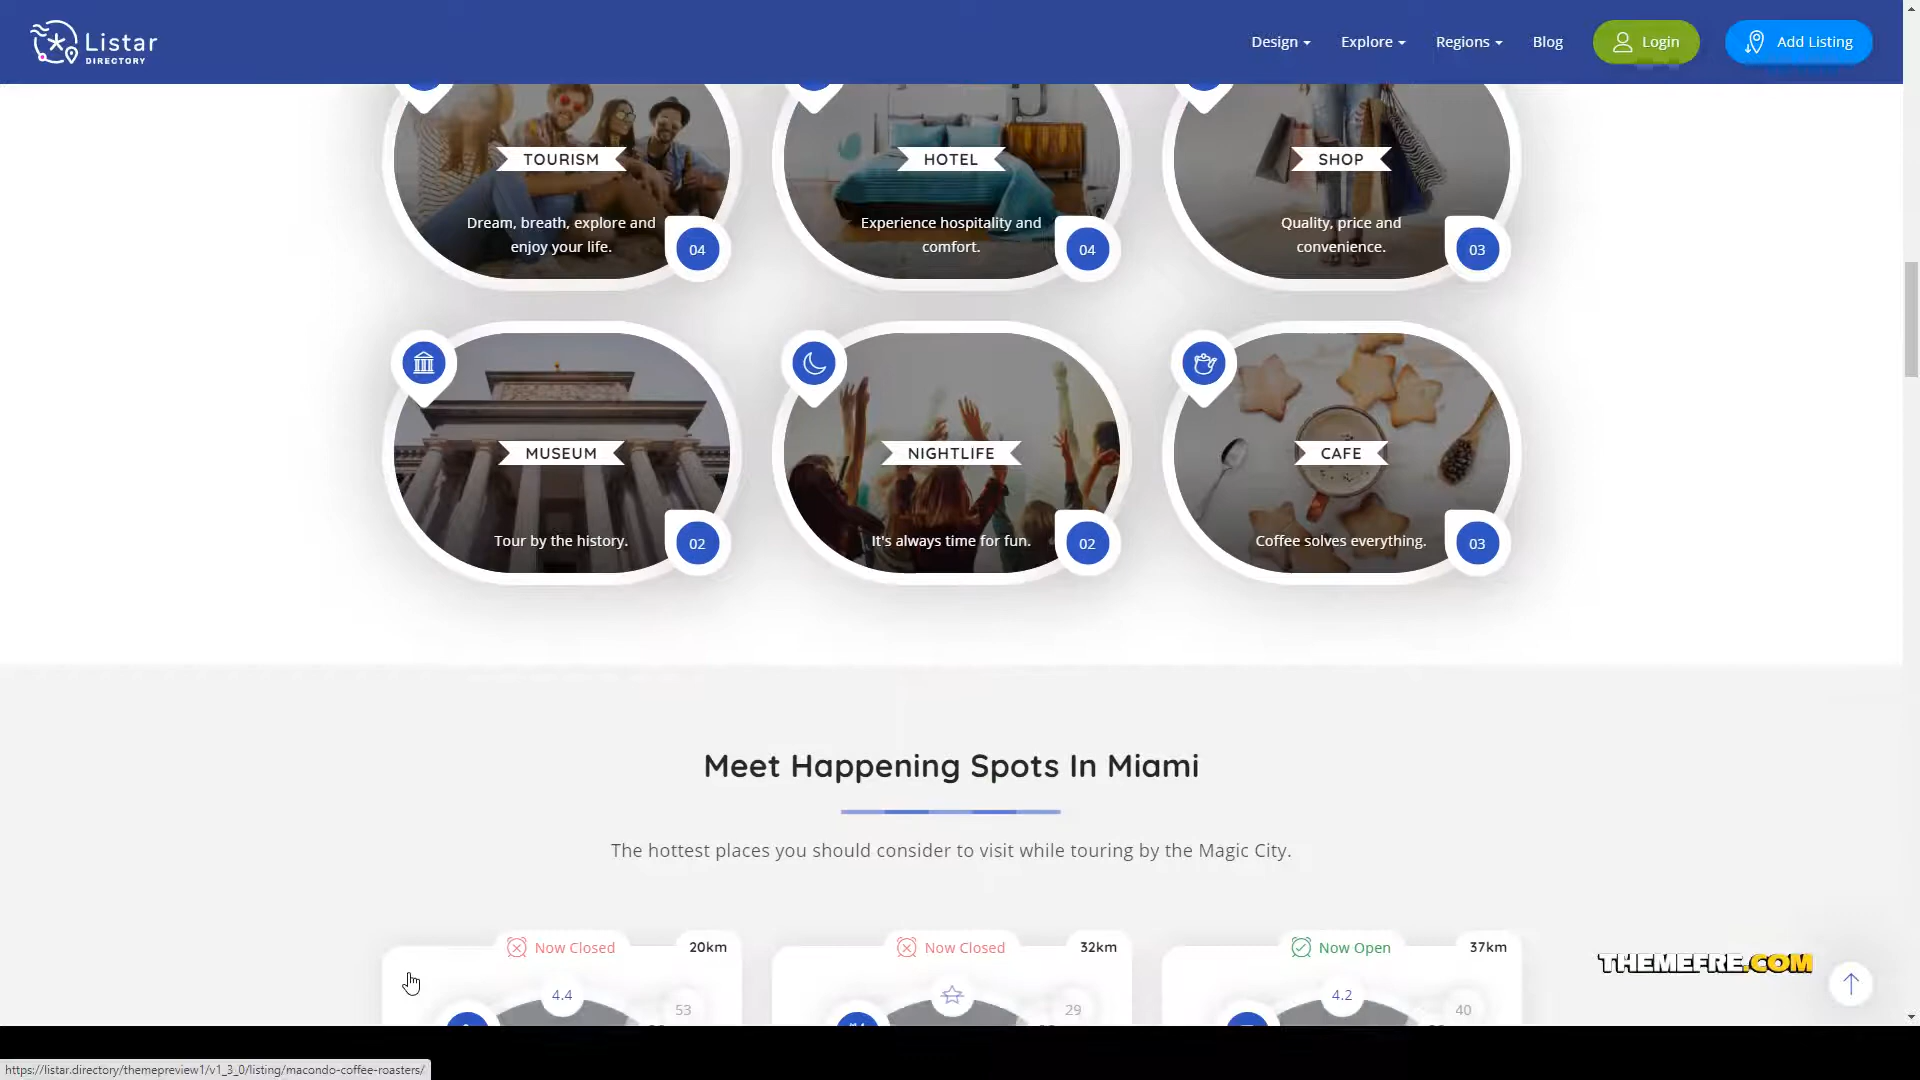 Listar
DIRECTORY
Design
Explore
Regions
Blog
Login
Add Listing
TOURISM
Dream, breath, explore and
enjoy your life.
04
HOTEL
Experience hospitality and
comfort.
04
SHOP
Quality, price and
convenience.
03
MUSEUM
Tour by the history.
02
NIGHTLIFE
It's always time for fun.
02
CAFE
Coffee solves everything.
03
Meet Happening Spots In Miami
The hottest places you should consider to visit while touring by the Magic City.
Now Closed
20km
4.4
53
Now Closed
32km
29
Now Open
37km
4.2
40
THEMEFRE.COM
https://listar.directory/themepreview1/v1_3_0/listing/macondo-coffee-roasters/